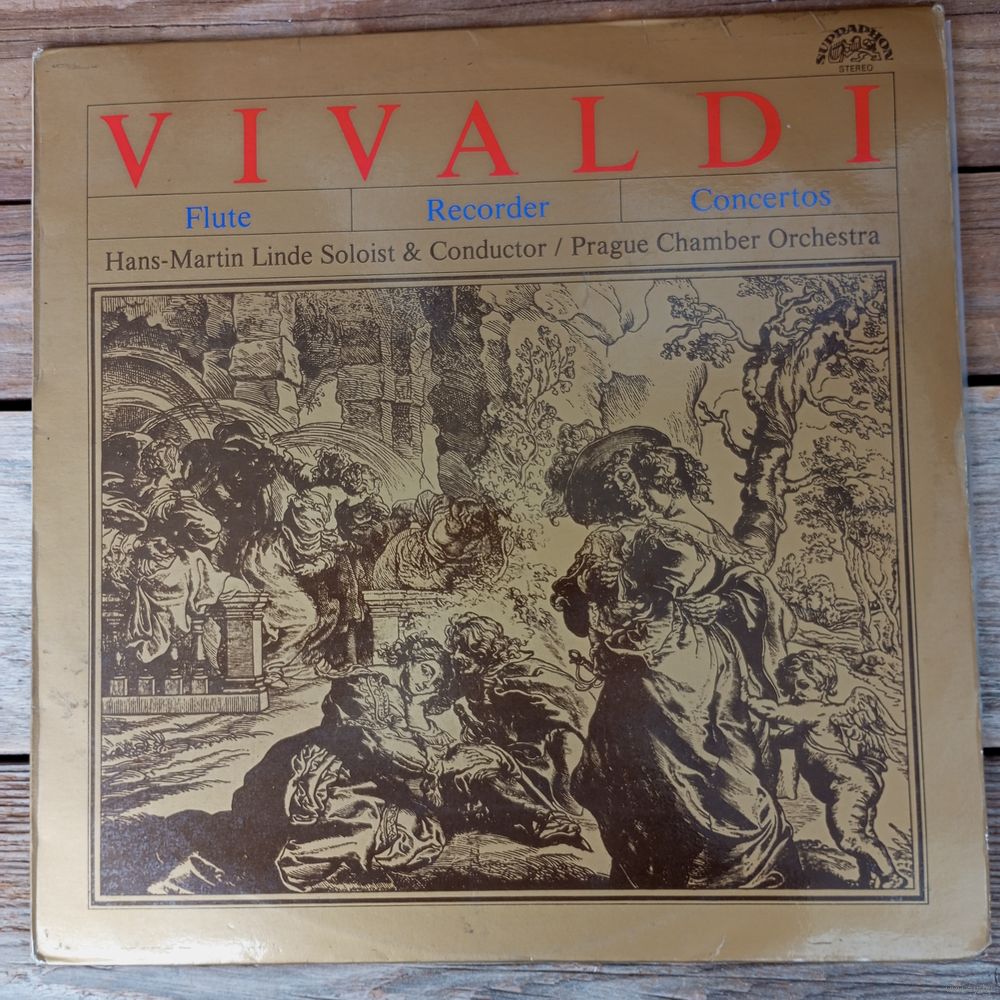 SUPRAPHON
STEREO
VIVALDI
Flute Recorder Concertos
Hans-Martin Linde Soloist & Conductor / Prague Chamber Orchestra